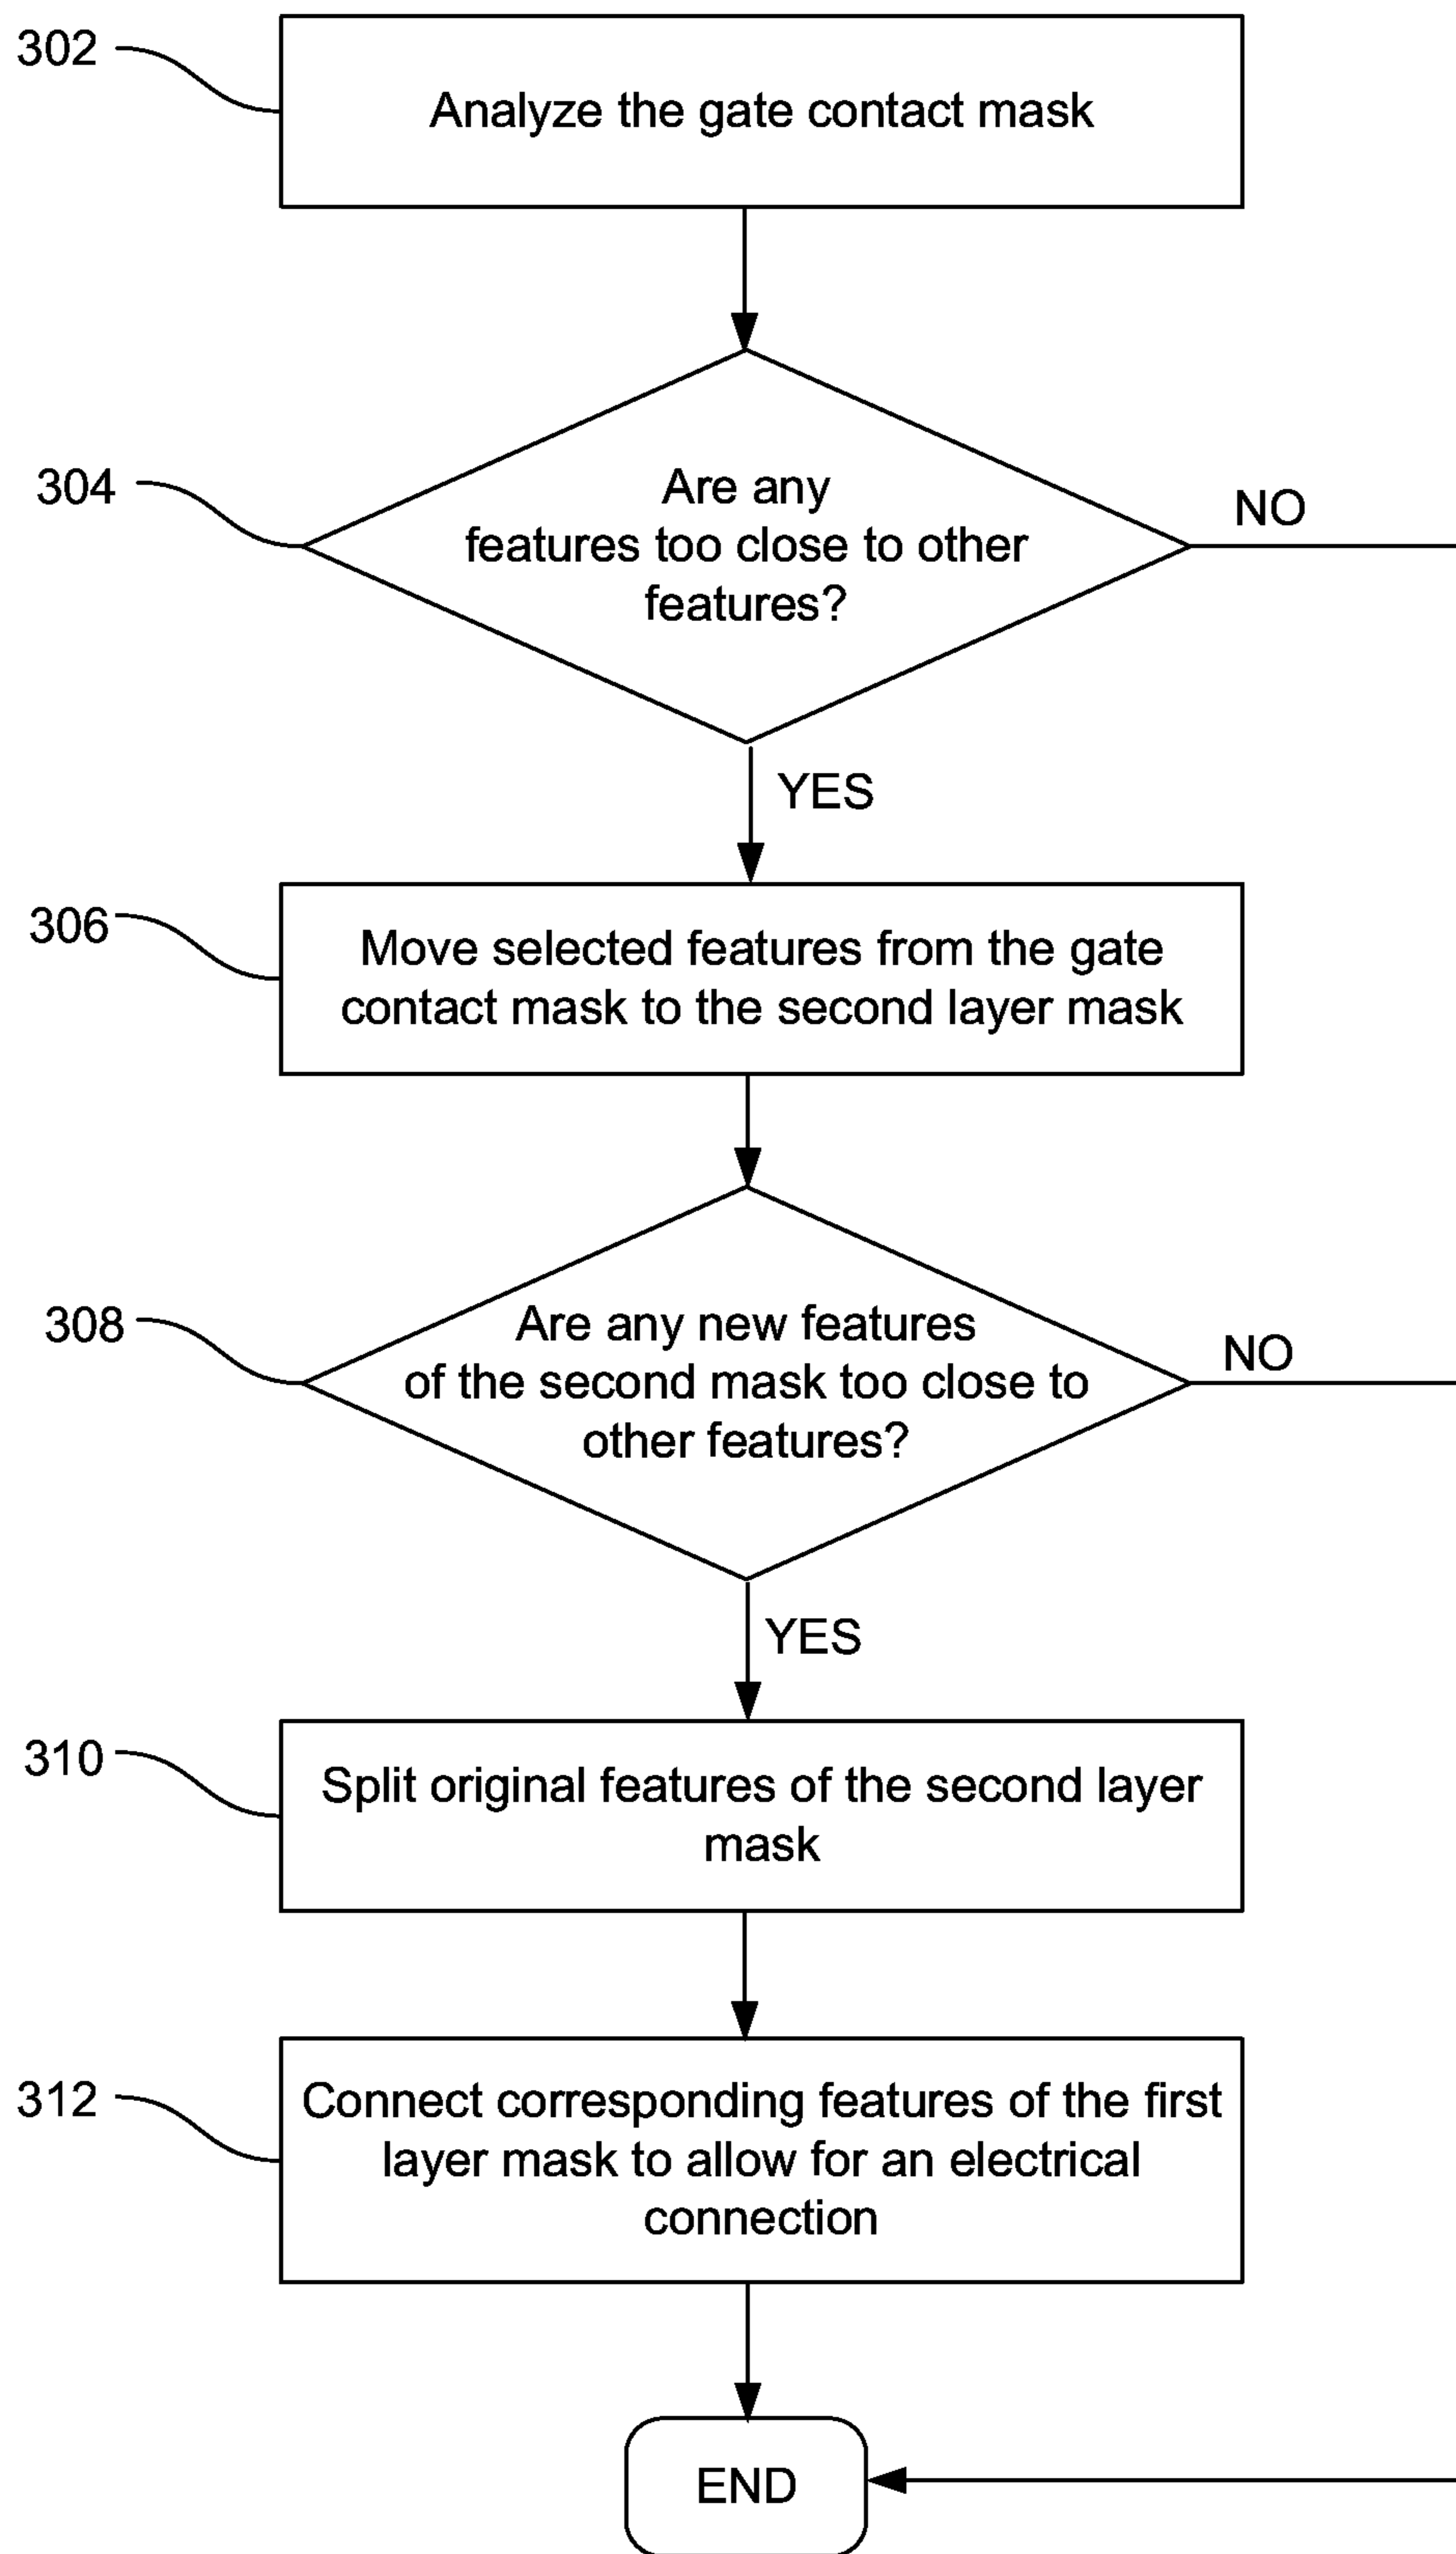 302
Analyze the gate contact mask
304
Are any
features too close to other
features?
NO
YES
306
Move selected features from the gate
contact mask to the second layer mask
308
Are any new features
of the second mask too close to
other features?
NO
YES
310
Split original features of the second layer
mask
312
Connect corresponding features of the first
layer mask to allow for an electrical
connection
END